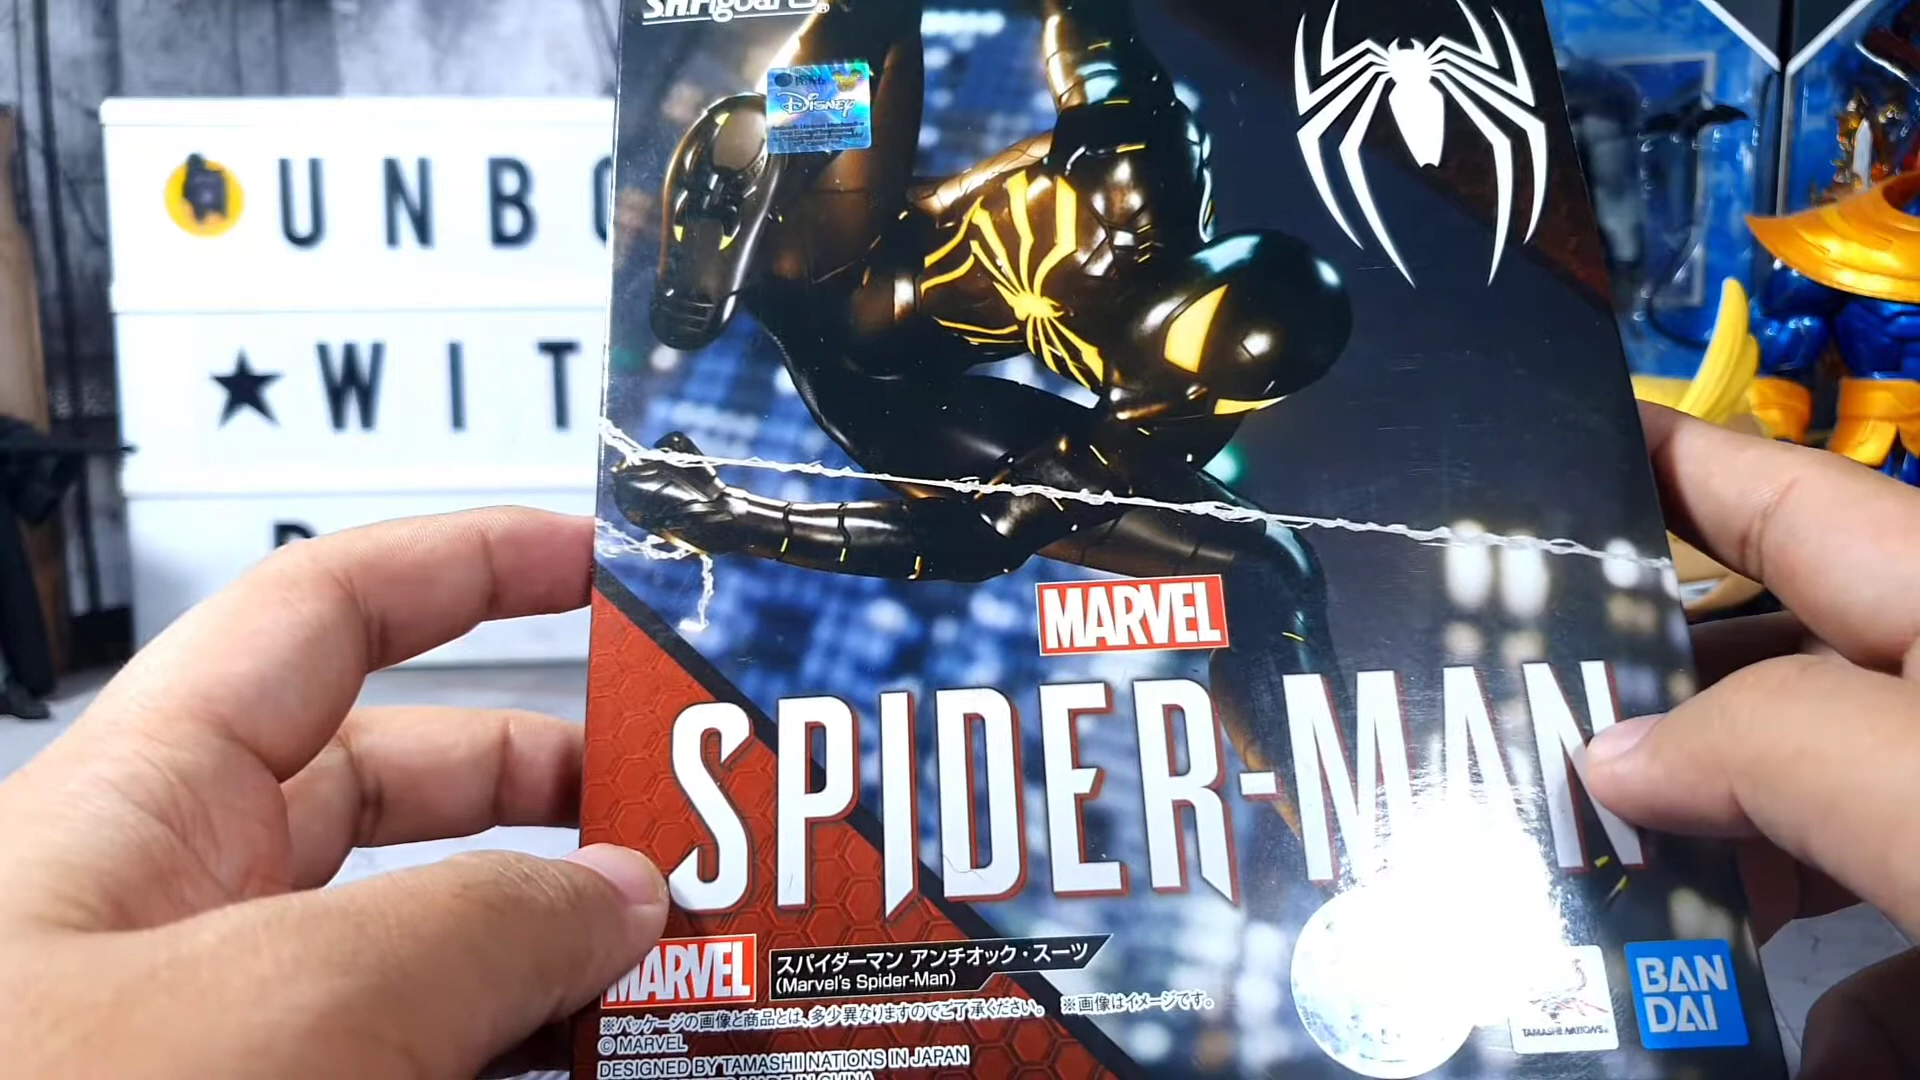 S.H.Figuarts
Disney
UNBO
★WIT
MARVEL
SPIDER-MAN
MARVEL
スパイダーマン アンチオック・スーツ
(Marvel's Spider-Man)
※パッケージの画像と商品とは、多少異なりますのでご了承ください。 ※画像はイメージです。
© MARVEL
DESIGNED BY TAMASHII NATIONS IN JAPAN
TAMASHII NATIONS
BAN
DAI